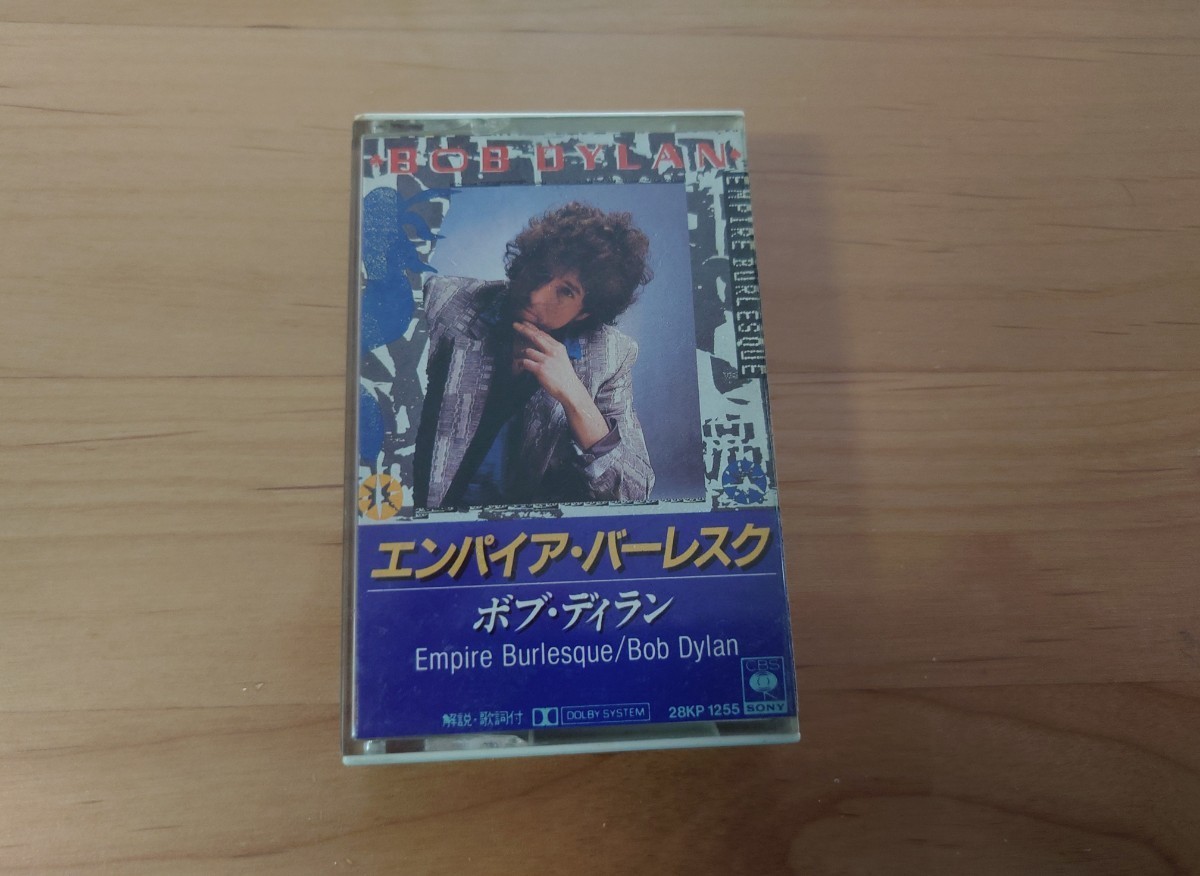 BOB DYLAN
EMPIRE BURLESQUE
エンパイア・バーレスク
ボブ・ディラン
Empire Burlesque/Bob Dylan
解説・歌詞付 DOLBY SYSTEM 28KP 1255
CBS
SONY